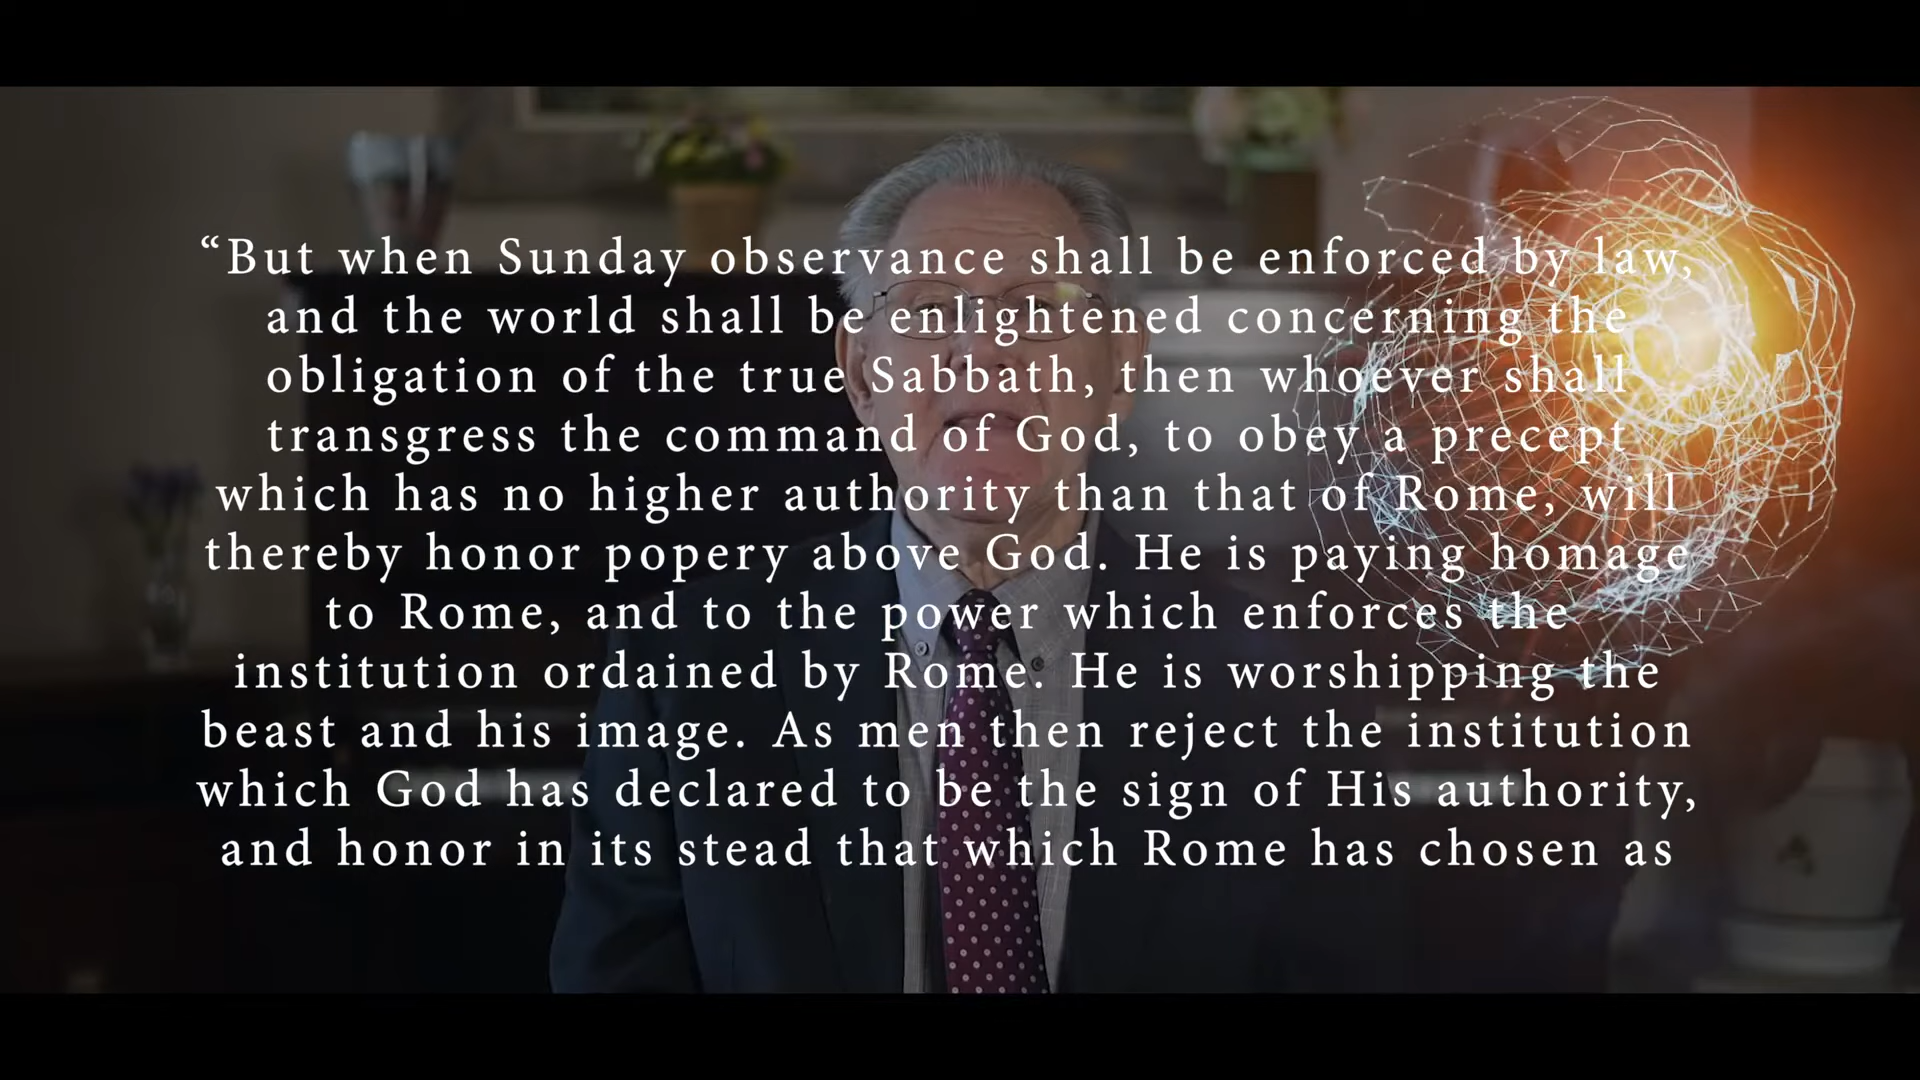 “But when Sunday observance shall be enforced by law,
and the world shall be enlightened concerning the
obligation of the true Sabbath, then whoever shall
transgress the command of God, to obey a precept
which has no higher authority than that of Rome, will
thereby honor popery above God. He is paying homage
to Rome, and to the power which enforces the
institution ordained by Rome. He is worshipping the
beast and his image. As men then reject the institution
which God has declared to be the sign of His authority,
and honor in its stead that which Rome has chosen as